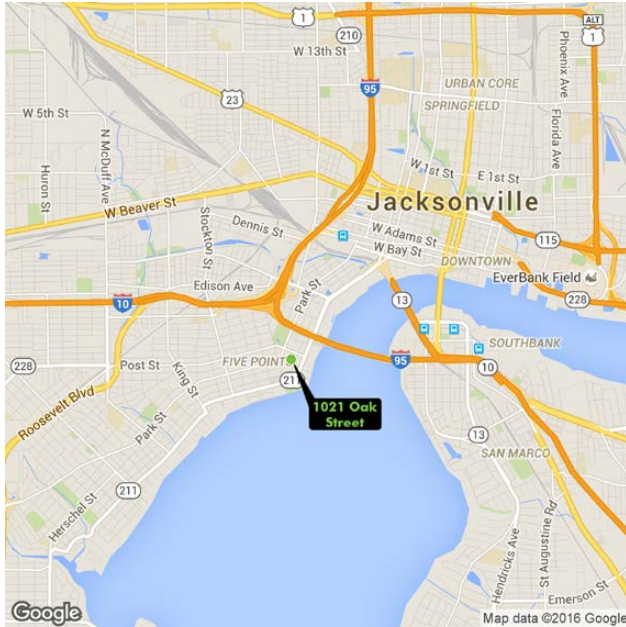 1
ALT
1
210
W 13th St
Phoenix Ave
95
URBAN CORE
SPRINGFIELD
23
W 5th St
N McDuff Ave
Florida Ave
Huron St
W 1st St
E 1st St
Jacksonville
W Beaver St
Stockton St
Dennis St
W Adams St
W Bay St
115
DOWNTOWN
EverBank Field
Edison Ave
Park St
10
13
228
SOUTHBANK
228
Post St
FIVE POINT
95
10
King St
211
1021 Oak
Street
Roosevelt Blvd
Park St
13
SAN MARCO
211
Herschel St
Hendricks Ave
St Augustine Rd
Emerson St
Google
Map data ©2016 Google